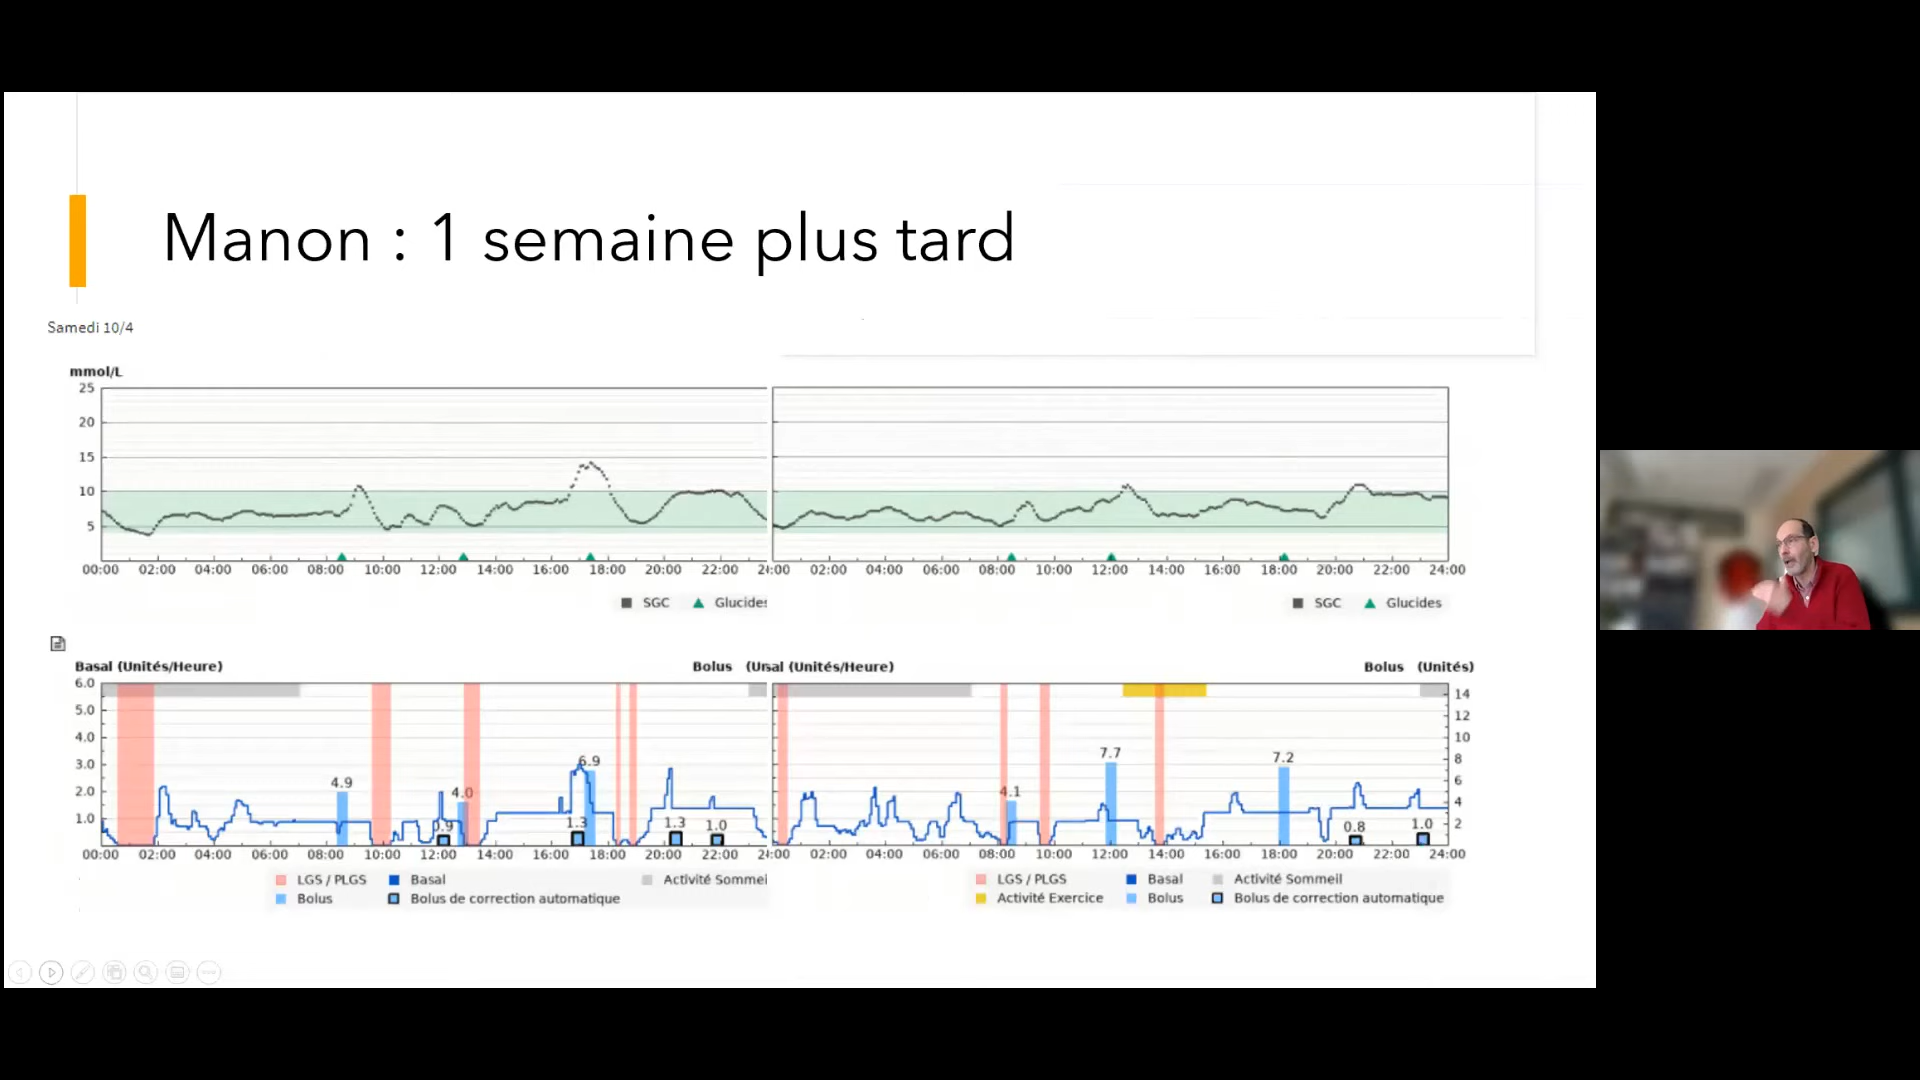 Manon : 1 semaine plus tard
Samedi 10/4
mmol/L
25
20
15
10
5
00:00 02:00 04:00 06:00 08:00 10:00 12:00 14:00 16:00 18:00 20:00 22:00 24:00 02:00 04:00 06:00 08:00 10:00 12:00 14:00 16:00 18:00 20:00 22:00 24:00
SGC Glucides SGC Glucides
Basal (Unités/Heure) Bolus (Ursal (Unités/Heure) Bolus (Unités)
6.0
5.0
4.0
3.0
2.0
1.0
14
12
10
8
6
4
2
4.9 0.9 4.0 1.3 6.9 1.3 1.0
4.1 7.7 7.2 0.8 1.0
00:00 02:00 04:00 06:00 08:00 10:00 12:00 14:00 16:00 18:00 20:00 22:00 24:00 02:00 04:00 06:00 08:00 10:00 12:00 14:00 16:00 18:00 20:00 22:00 24:00
LGS / PLGS Basal Activité Sommei
Bolus Bolus de correction automatique
LGS / PLGS Basal Activité Sommeil
Activité Exercice Bolus Bolus de correction automatique